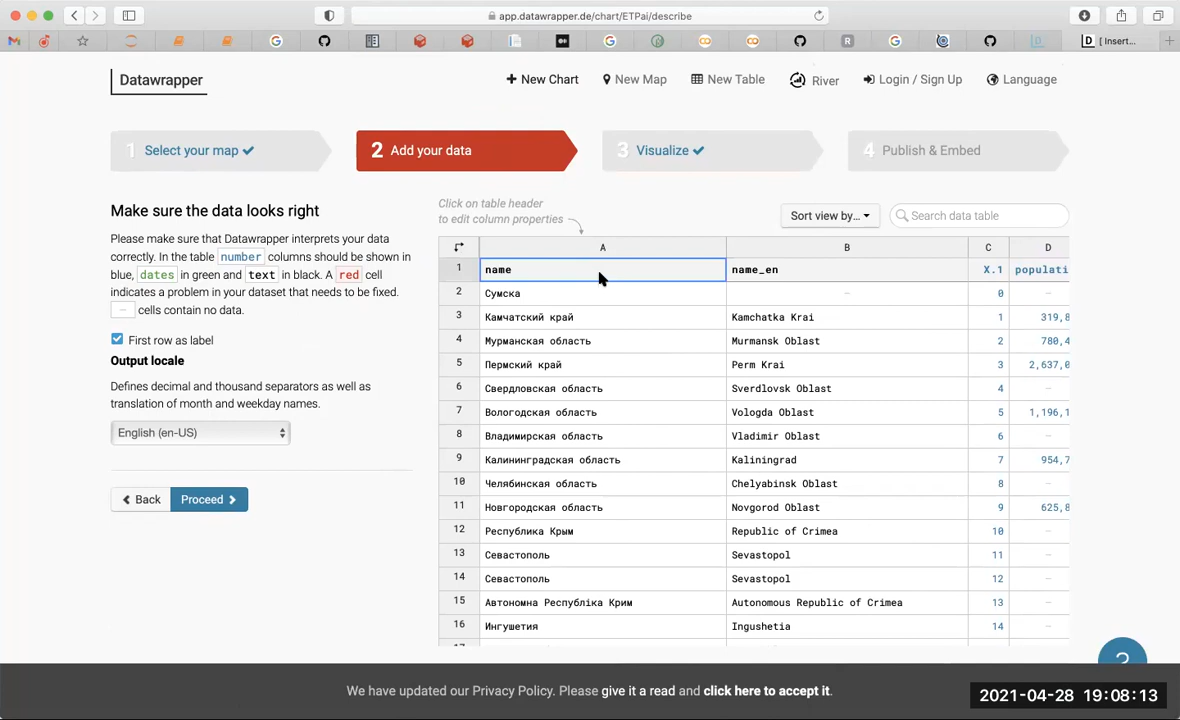 app.datawrapper.de/chart/ETPai/describe
[ Insert...
Datawrapper
New Chart
New Map
New Table
River
Login / Sign Up
Language
1 Select your map
2 Add your data
3 Visualize
4 Publish & Embed
Make sure the data looks right
Please make sure that Datawrapper interprets your data
correctly. In the table number columns should be shown in
blue, dates in green and text in black. A red cell
indicates a problem in your dataset that needs to be fixed.
– cells contain no data.
First row as label
Output locale
Defines decimal and thousand separators as well as
translation of month and weekday names.
English (en-US)
Back
Proceed
Click on table header
to edit column properties
Sort view by...
Search data table
A B C D
1 name name_en X.1 populati
2 Сумска – 0 –
3 Камчатский край Kamchatka Krai 1 319,8
4 Мурманская область Murmansk Oblast 2 780,4
5 Пермский край Perm Krai 3 2,637,0
6 Свердловская область Sverdlovsk Oblast 4 –
7 Вологодская область Vologda Oblast 5 1,196,1
8 Владимирская область Vladimir Oblast 6 –
9 Калининградская область Kaliningrad 7 954,7
10 Челябинская область Chelyabinsk Oblast 8 –
11 Новгородская область Novgorod Oblast 9 625,8
12 Республика Крым Republic of Crimea 10 –
13 Севастополь Sevastopol 11 –
14 Севастополь Sevastopol 12 –
15 Автономна Республіка Крим Autonomous Republic of Crimea 13 –
16 Ингушетия Ingushetia 14 –
?
We have updated our Privacy Policy. Please give it a read and click here to accept it.
2021-04-28 19:08:13